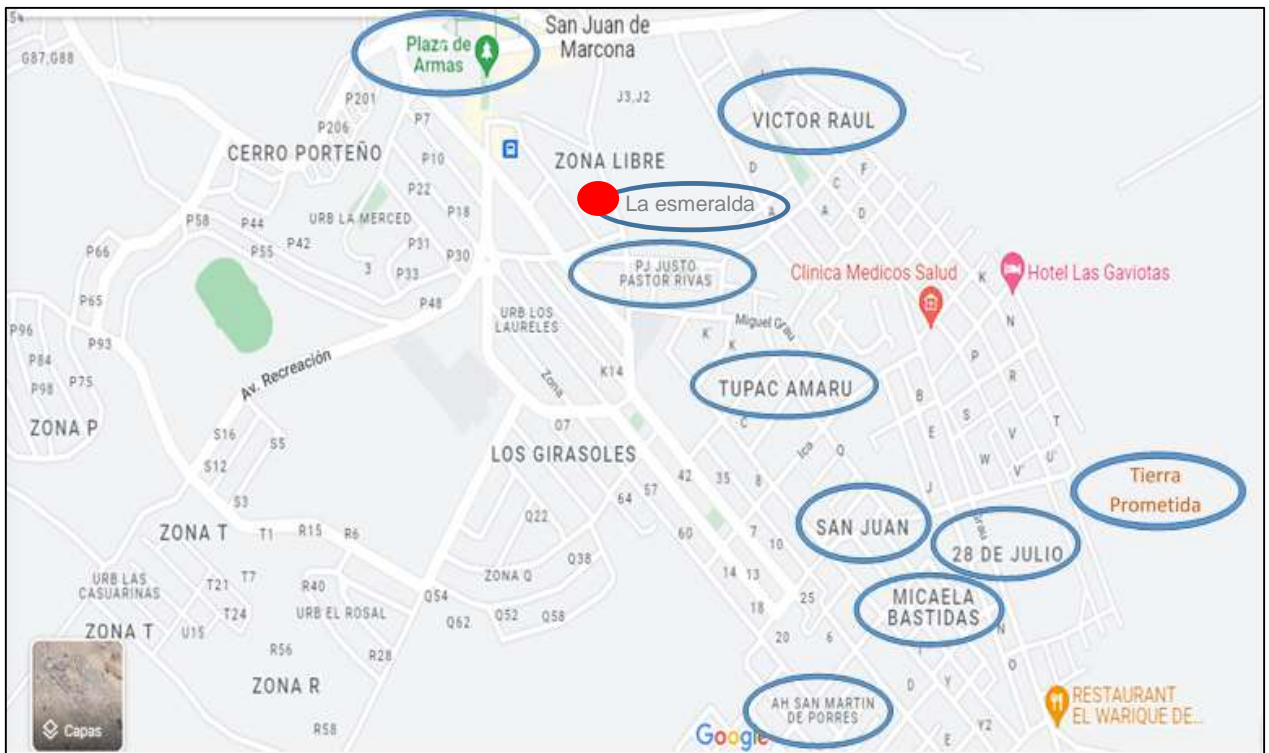 G87,G88
San Juan de
Marcona
Plaza de
Armas
P201
J3,J2
P206
P7
VICTOR RAUL
CERRO PORTEÑO
P10
ZONA LIBRE
D
F
C
P22
La esmeralda
A
A
D
P58
P44
URB LA MERCED
P18
P66
P55
P42
P31
P30
3
P33
PJ JUSTO
PASTOR RIVAS
Clinica Medicos Salud
K
Hotel Las Gaviotas
P65
P48
URB LOS
LAURELES
Miguel Grau
N
P96
P93
K'
K
P84
Av. Recreación
P
P98
P75
Zona
K14
TUPAC AMARU
R
B
ZONA P
S16
S5
O7
C
S
T
E
V
S12
LOS GIRASOLES
Ica
Q
W
V'
U'
42
35
8
Tierra
Prometida
S3
64
57
J
ZONA T
T1
R15
R6
Q22
60
7
10
SAN JUAN
Grau
28 DE JULIO
URB LAS
CASUARINAS
T21
T7
R40
ZONA Q
Q38
14
13
T24
URB EL ROSAL
Q54
Q62
Q52
Q58
18
25
MICAELA
BASTIDAS
ZONA T
U15
20
6
N
R56
R28
I
O
ZONA R
D
Y
AH SAN MARTIN
DE PORRES
RESTAURANT
EL WARIQUE DE...
Capas
R58
Google
E
Y2